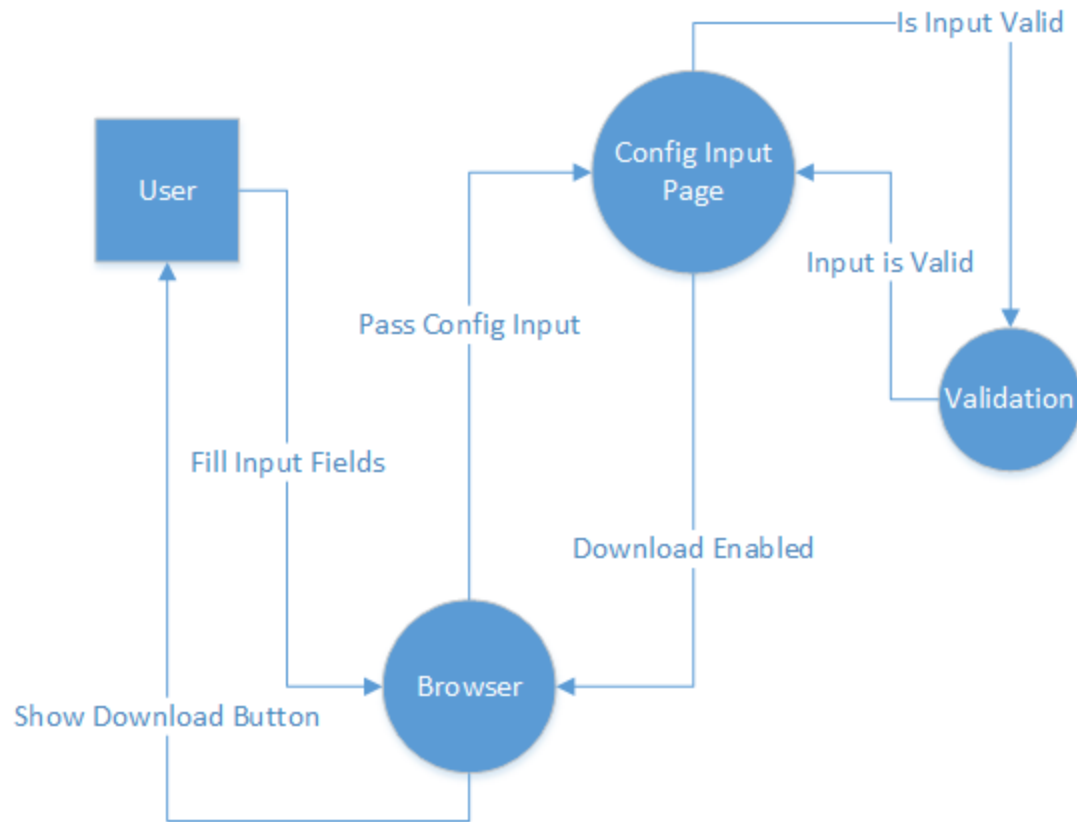 Is Input Valid
Config Input
Page
User
Input is Valid
Pass Config Input
Validation
Fill Input Fields
Download Enabled
Browser
Show Download Button